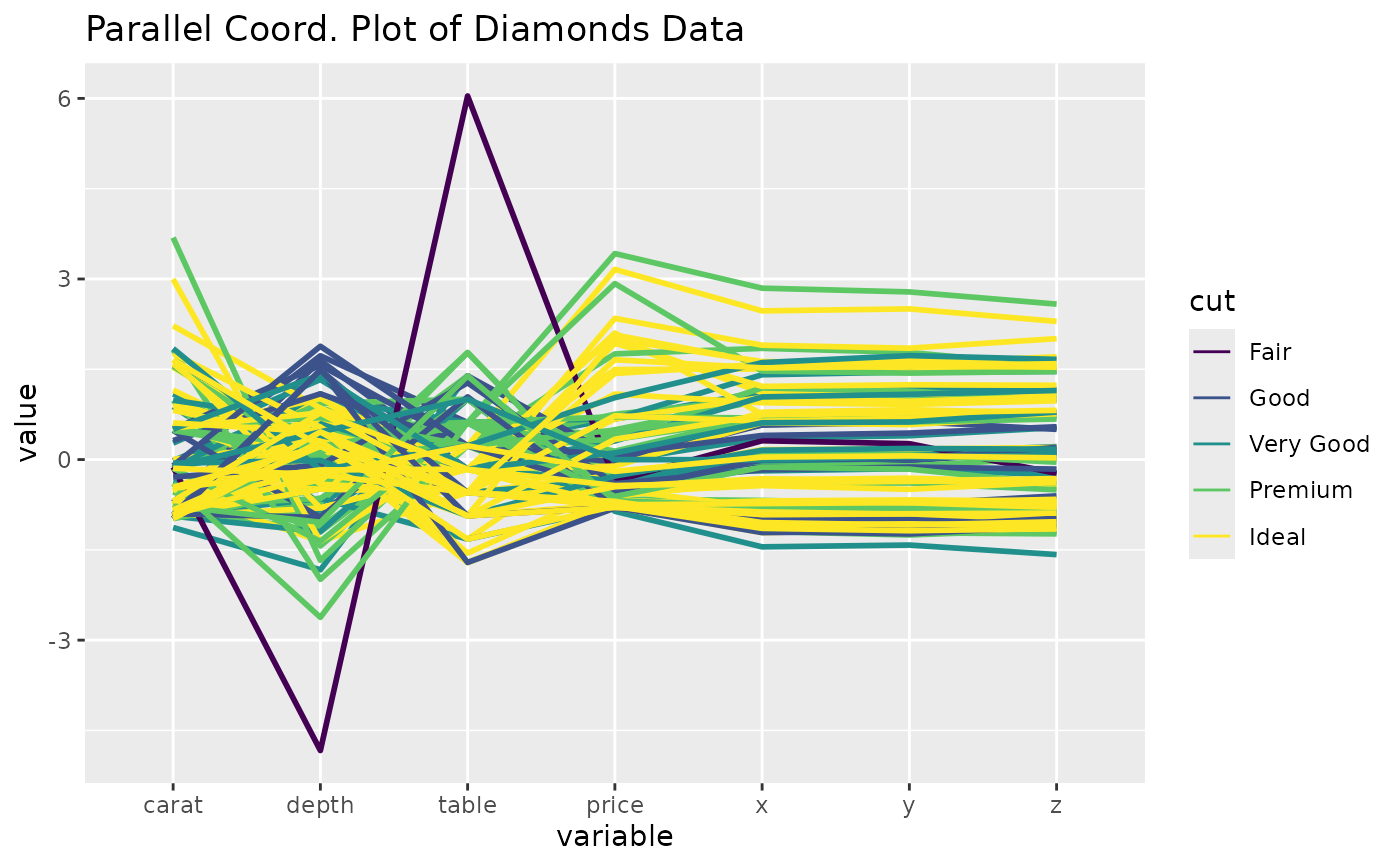 Parallel Coord. Plot of Diamonds Data
6
3
0
-3
value
carat depth table price x y z
variable
cut
Fair
Good
Very Good
Premium
Ideal